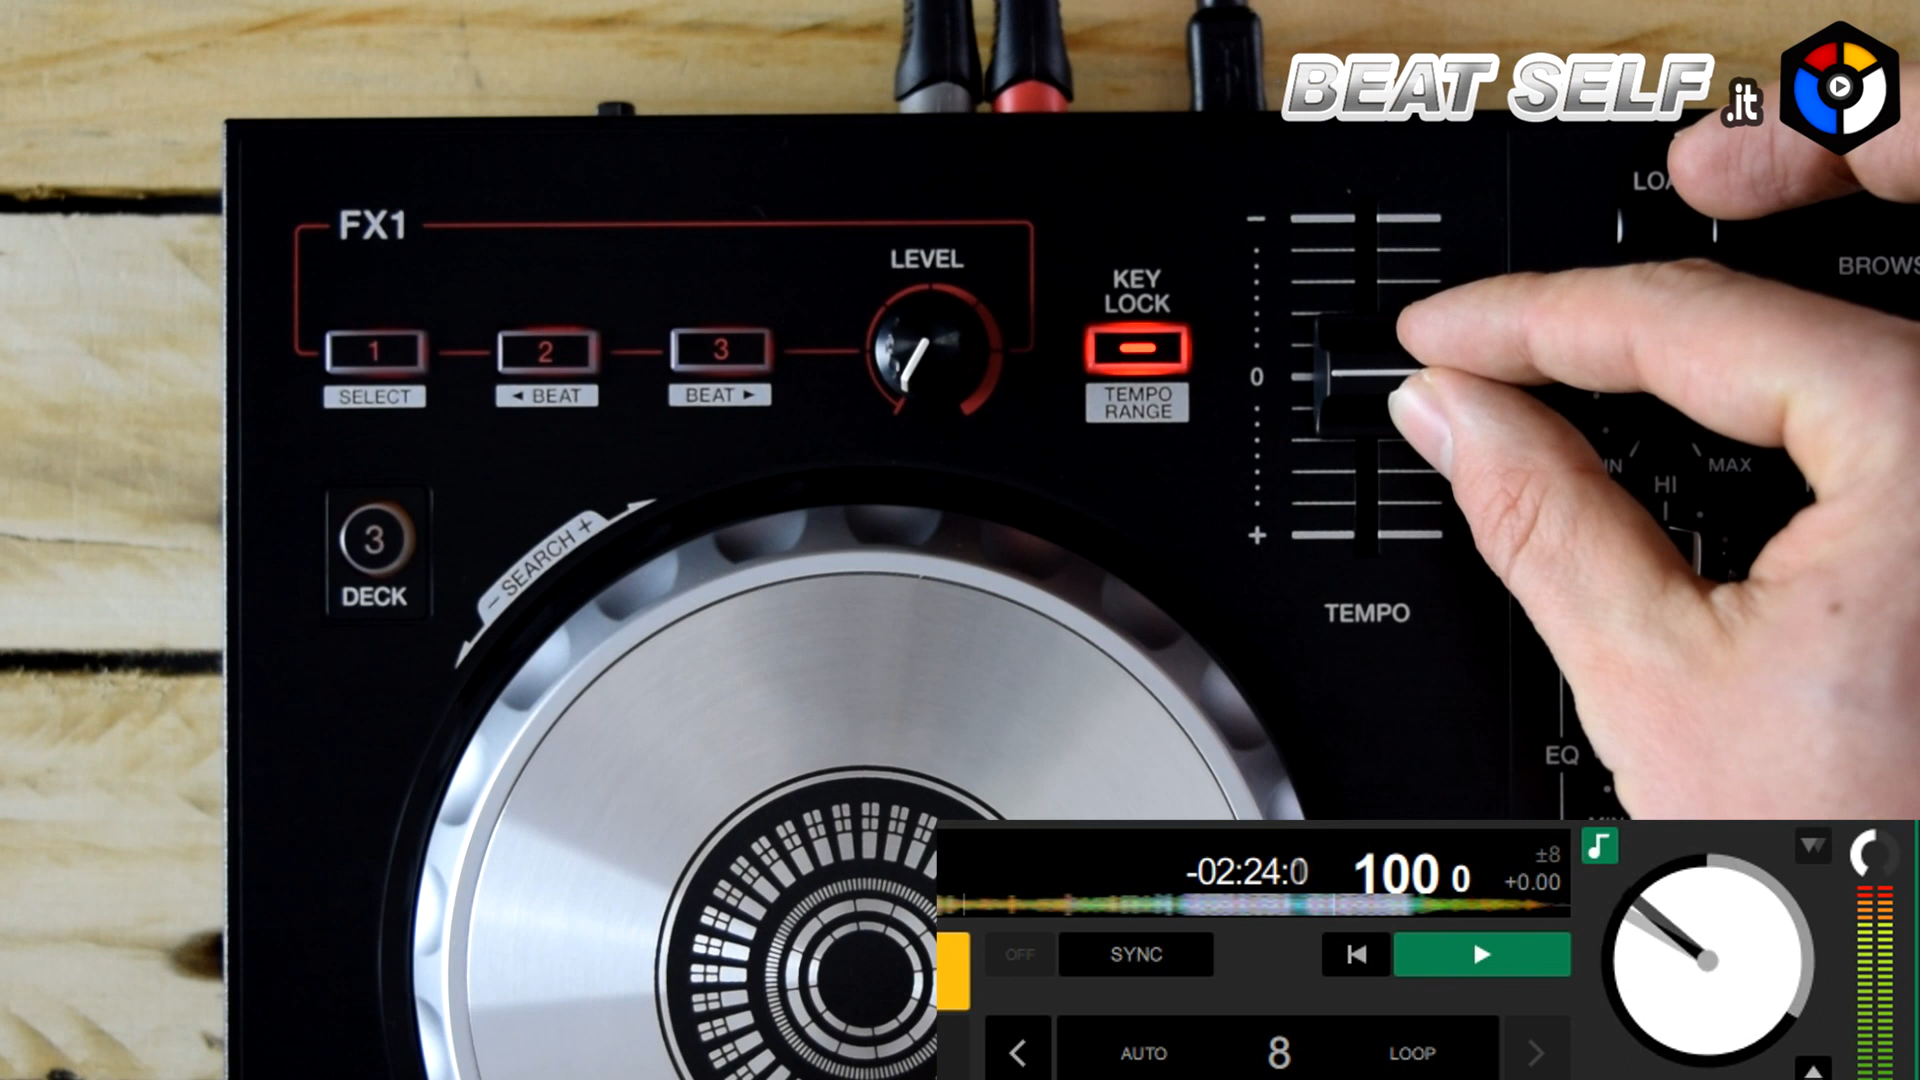 BEAT SELF .it
FX1
LEVEL
KEY
LOCK
1
2
3
SELECT
◄ BEAT
BEAT ►
TEMPO
RANGE
−
0
+
TEMPO
BROWS
MAX
HI
EQ
3
DECK
− SEARCH +
-02:24:0
100 0
±8
+0.00
OFF
SYNC
AUTO
8
LOOP